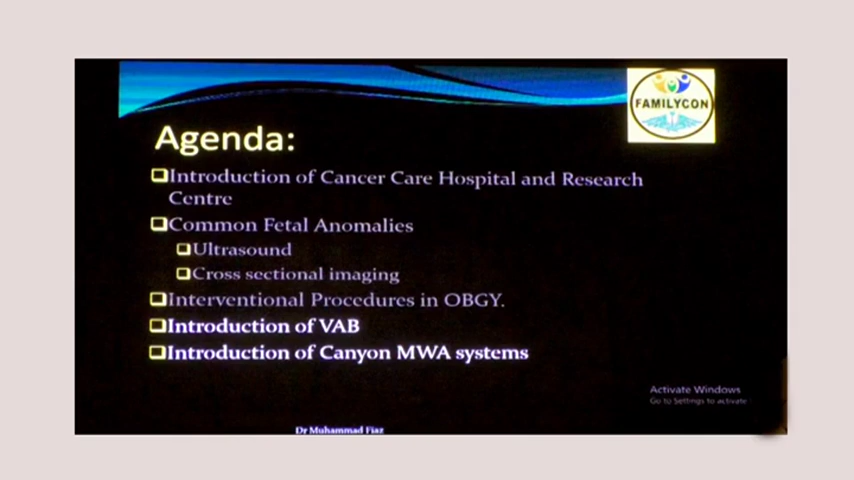 FAMILYCON
Agenda:
Introduction of Cancer Care Hospital and Research
Centre
Common Fetal Anomalies
Ultrasound
Cross sectional imaging
Interventional Procedures in OBGY.
Introduction of VAB
Introduction of Canyon MWA systems
Activate Windows
Go to Settings to activate
Dr Muhammad Fiaz